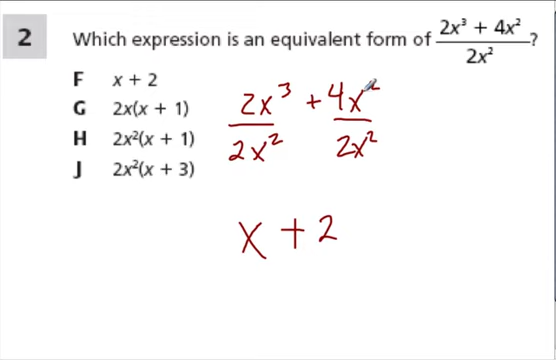 2 Which expression is an equivalent form of (2x³ + 4x²)/(2x²)?
F x + 2
G 2x(x + 1)
H 2x²(x + 1)
J 2x²(x + 3)
2x³ + 4x²
2x² 2x²
x + 2